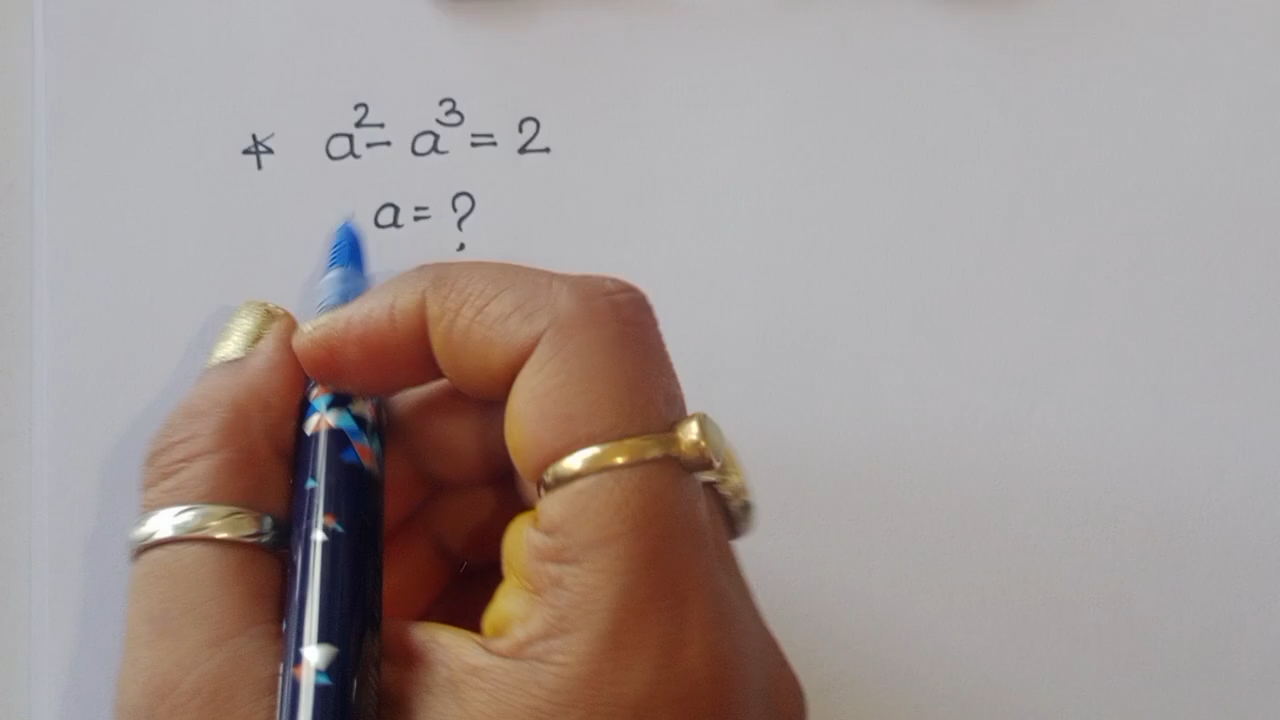 * a² - a³ = 2
a = ?